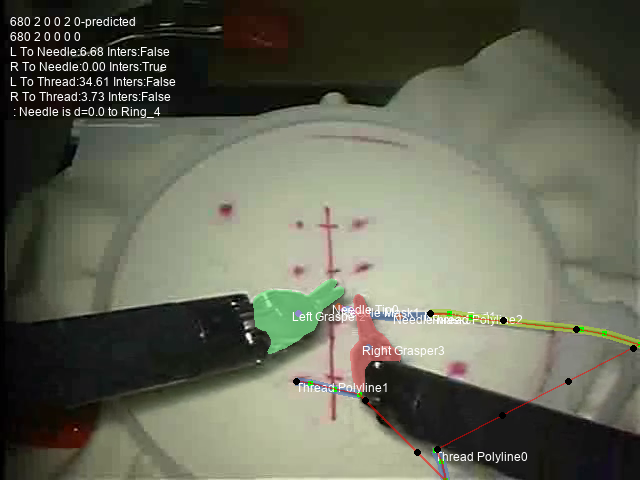 680 2 0 0 2 0-predicted
680 2 0 0 0 0
L To Needle:6.68 Inters:False
R To Needle:0.00 Inters:True
L To Thread:34.61 Inters:False
R To Thread:3.73 Inters:False
: Needle is d=0.0 to Ring_4
Needle Tip0
Left Grasper2
Polyline2
Right Grasper3
Thread Polyline1
Thread Polyline0